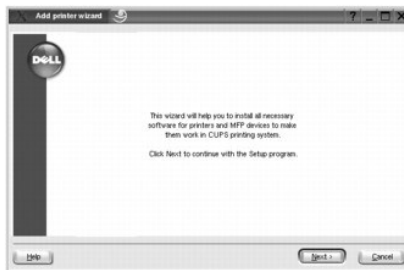 Add printer wizard
DELL
This wizard will help you to install all necessary
software for printers and MFP devices to make
them work in CUPS printing system.
Click Next to continue with the Setup program.
Help
Next >
Cancel